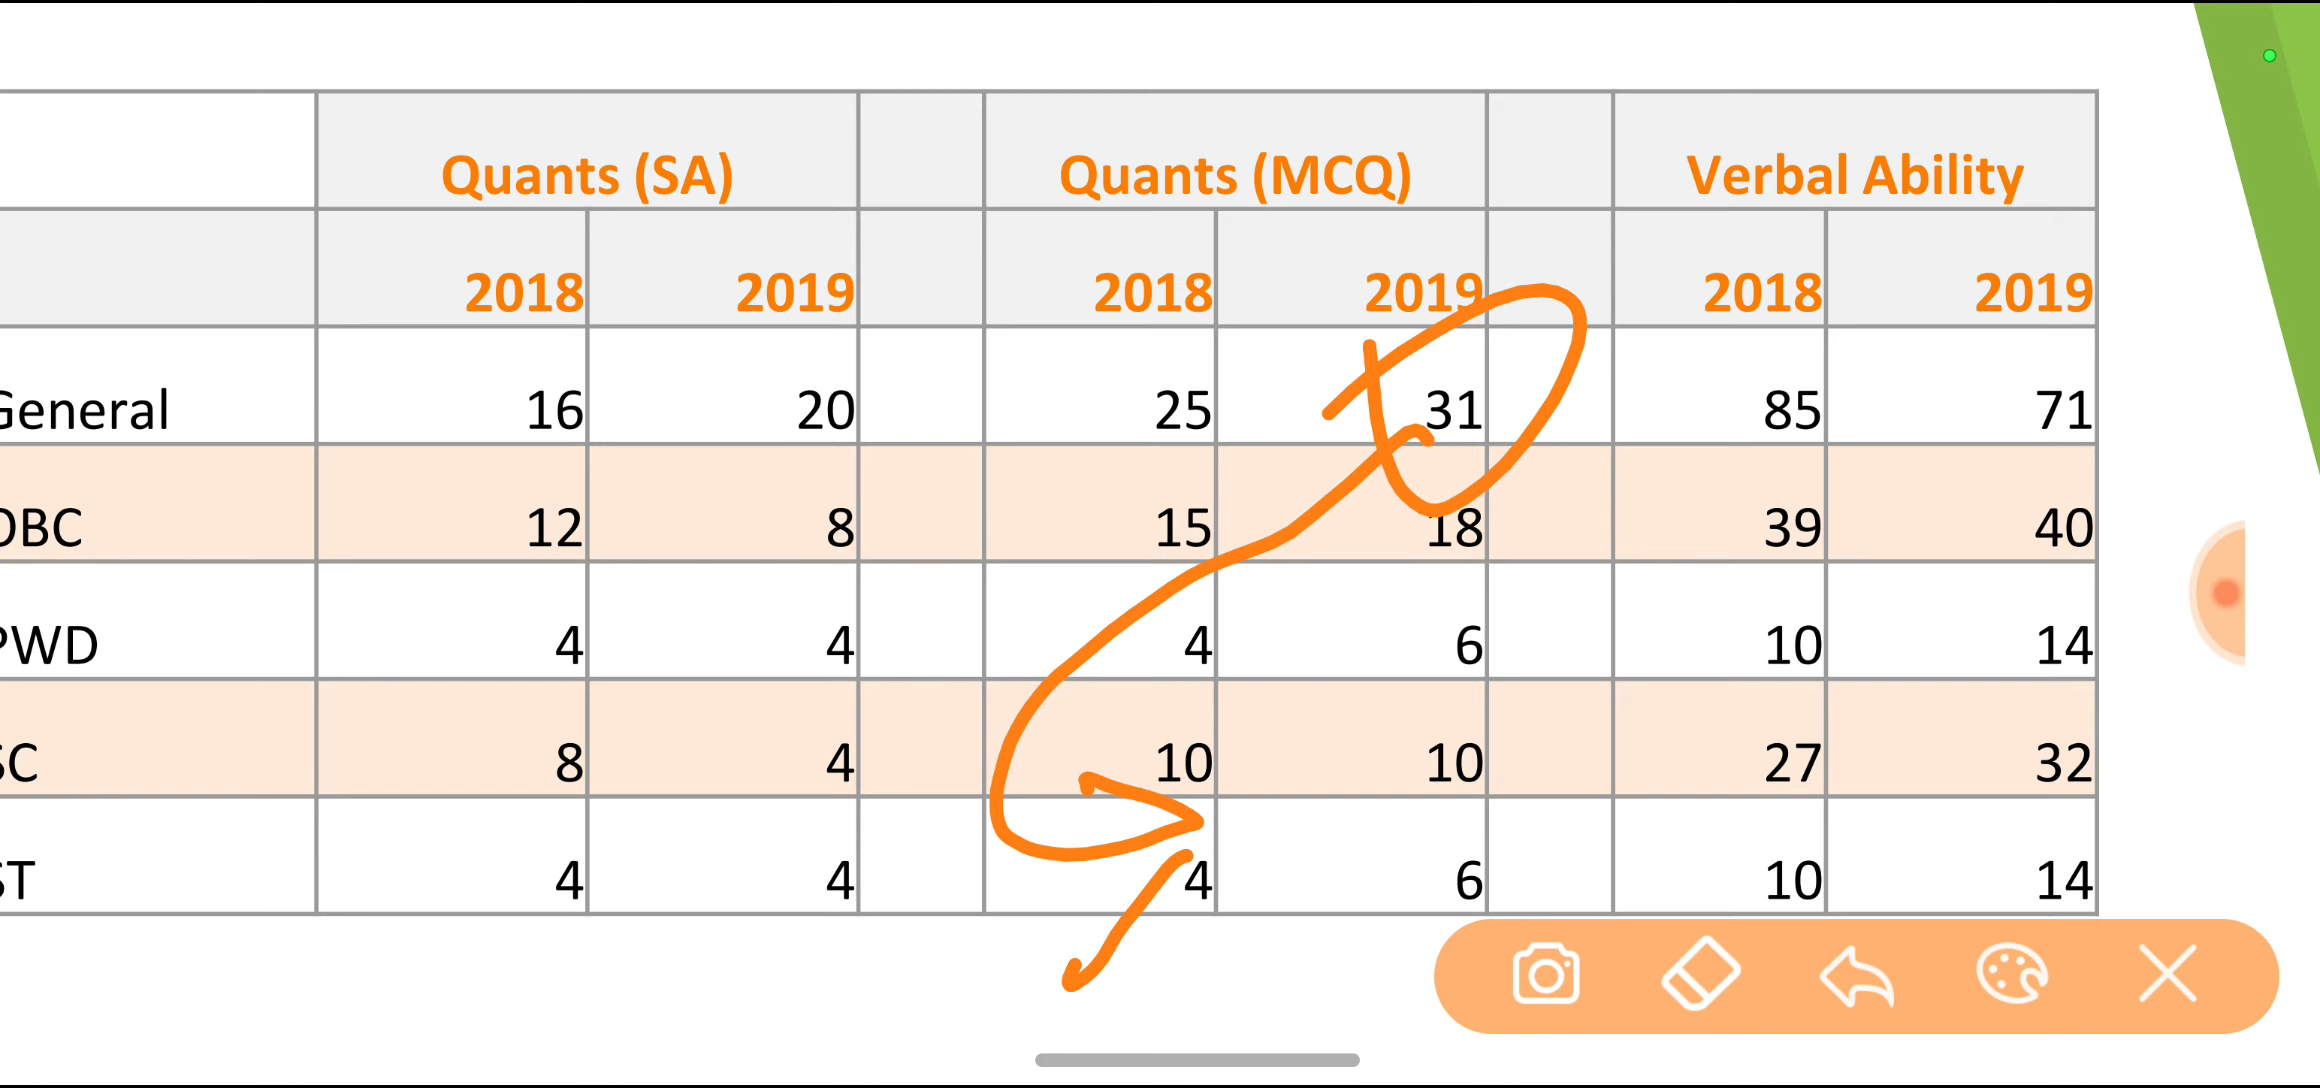 Quants (SA) Quants (MCQ) Verbal Ability
2018 2019 2018 2019 2018 2019
General 16 20 25 31 85 71
OBC 12 8 15 18 39 40
PWD 4 4 4 6 10 14
SC 8 4 10 10 27 32
ST 4 4 4 6 10 14